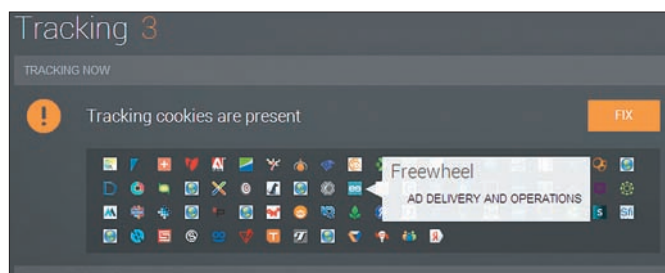 Tracking 3
TRACKING NOW
Tracking cookies are present
FIX
Freewheel
AD DELIVERY AND OPERATIONS